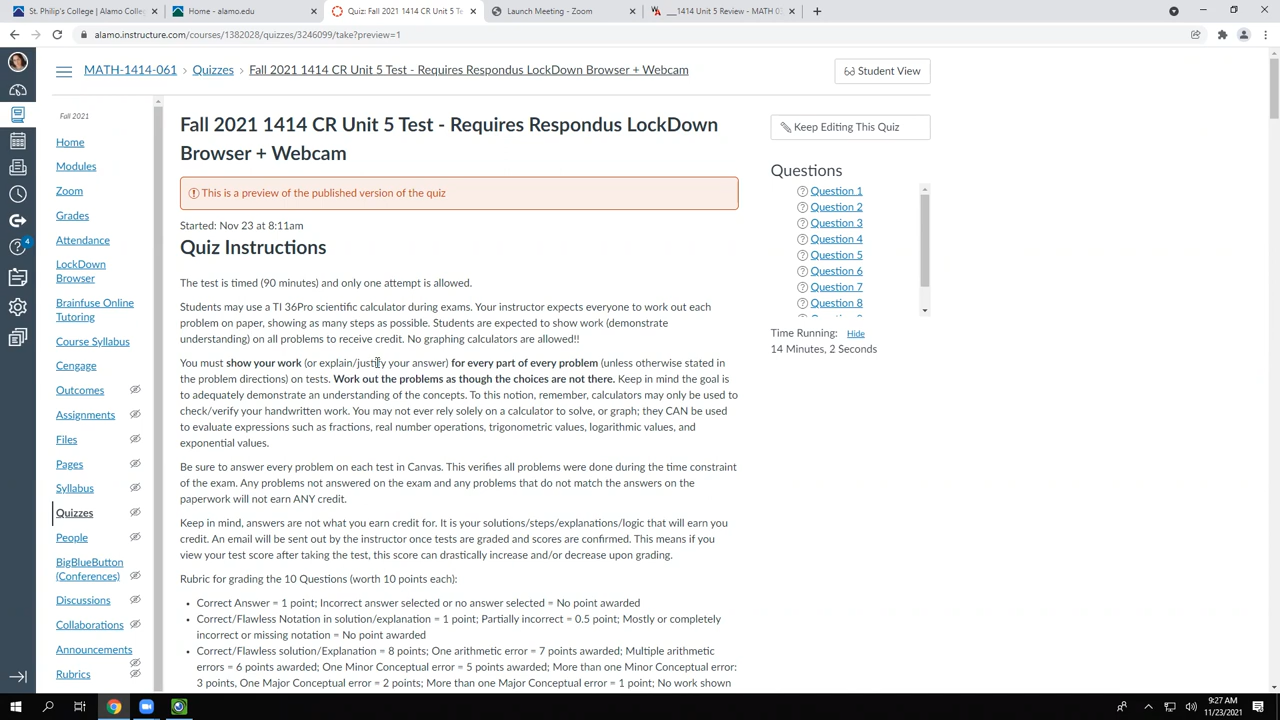 St. Philip's College | Alamo Colle
Home - alamo.edu
Quiz: Fall 2021 1414 CR Unit 5 Te
Launch Meeting - Zoom
__1414 Unit 5 Review - MATH 0
alamo.instructure.com/courses/1382028/quizzes/3246099/take?preview=1
MATH-1414-061 > Quizzes > Fall 2021 1414 CR Unit 5 Test - Requires Respondus LockDown Browser + Webcam
Student View
Fall 2021
Home
Modules
Zoom
Grades
Attendance
LockDown
Browser
Brainfuse Online
Tutoring
Course Syllabus
Cengage
Outcomes
Assignments
Files
Pages
Syllabus
Quizzes
People
BigBlueButton
(Conferences)
Discussions
Collaborations
Announcements
Rubrics
4
Fall 2021 1414 CR Unit 5 Test - Requires Respondus LockDown
Browser + Webcam
This is a preview of the published version of the quiz
Started: Nov 23 at 8:11am
Quiz Instructions
The test is timed (90 minutes) and only one attempt is allowed.
Students may use a TI 36Pro scientific calculator during exams. Your instructor expects everyone to work out each
problem on paper, showing as many steps as possible. Students are expected to show work (demonstrate
understanding) on all problems to receive credit. No graphing calculators are allowed!!
You must show your work (or explain/justify your answer) for every part of every problem (unless otherwise stated in
the problem directions) on tests. Work out the problems as though the choices are not there. Keep in mind the goal is
to adequately demonstrate an understanding of the concepts. To this notion, remember, calculators may only be used to
check/verify your handwritten work. You may not ever rely solely on a calculator to solve, or graph; they CAN be used
to evaluate expressions such as fractions, real number operations, trigonometric values, logarithmic values, and
exponential values.
Be sure to answer every problem on each test in Canvas. This verifies all problems were done during the time constraint
of the exam. Any problems not answered on the exam and any problems that do not match the answers on the
paperwork will not earn ANY credit.
Keep in mind, answers are not what you earn credit for. It is your solutions/steps/explanations/logic that will earn you
credit. An email will be sent out by the instructor once tests are graded and scores are confirmed. This means if you
view your test score after taking the test, this score can drastically increase and/or decrease upon grading.
Rubric for grading the 10 Questions (worth 10 points each):
• Correct Answer = 1 point; Incorrect answer selected or no answer selected = No point awarded
• Correct/Flawless Notation in solution/explanation = 1 point; Partially incorrect = 0.5 point; Mostly or completely
incorrect or missing notation = No point awarded
• Correct/Flawless solution/Explanation = 8 points; One arithmetic error = 7 points awarded; Multiple arithmetic
errors = 6 points awarded; One Minor Conceptual error = 5 points awarded; More than one Minor Conceptual error:
3 points, One Major Conceptual error = 2 points; More than one Major Conceptual error = 1 point; No work shown
Keep Editing This Quiz
Questions
Question 1
Question 2
Question 3
Question 4
Question 5
Question 6
Question 7
Question 8
Time Running: Hide
14 Minutes, 2 Seconds
9:27 AM
11/23/2021